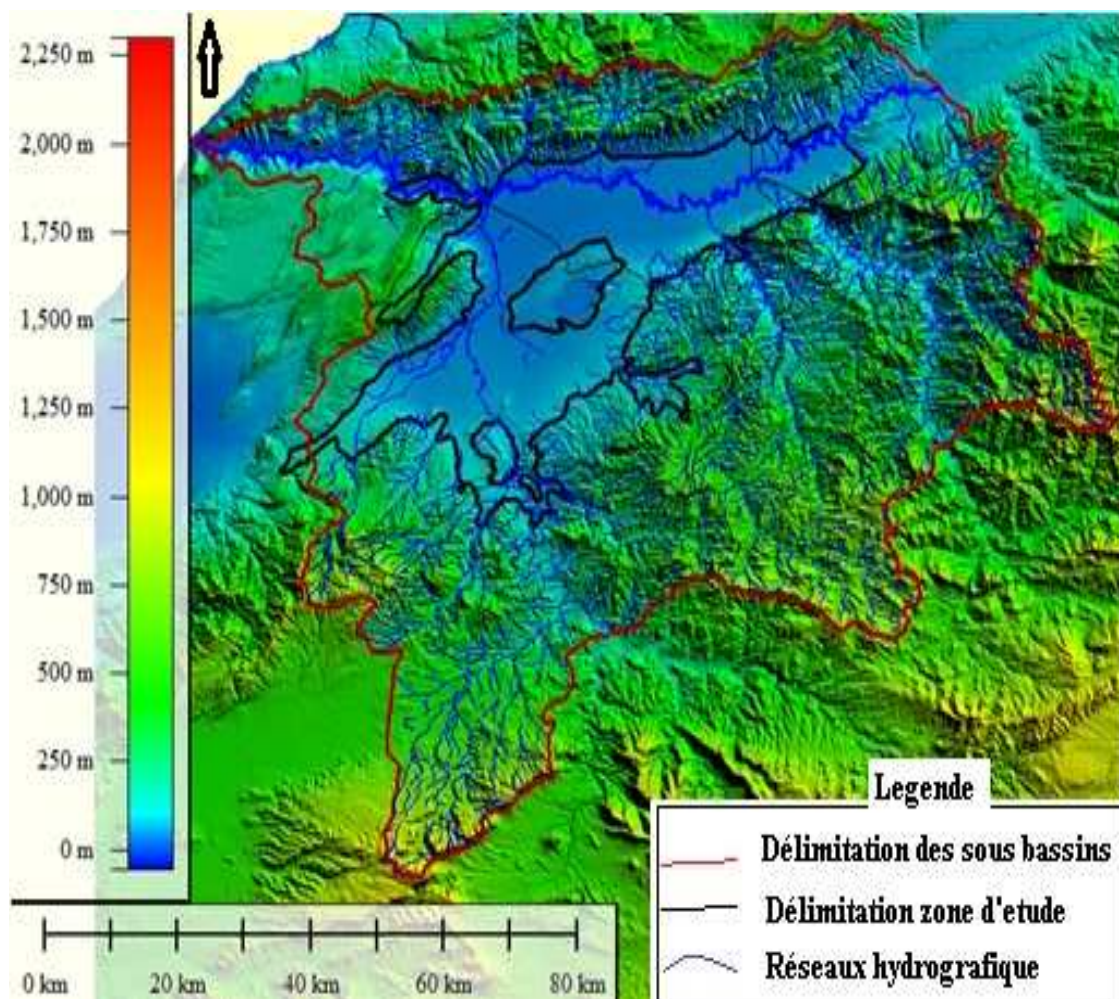 2,250 m
2,000 m
1,750 m
1,500 m
1,250 m
1,000 m
750 m
500 m
250 m
0 m
0 km 20 km 40 km 60 km 80 km
Legende
Délimitation des sous bassins
Délimitation zone d'etude
Réseaux hydrografique